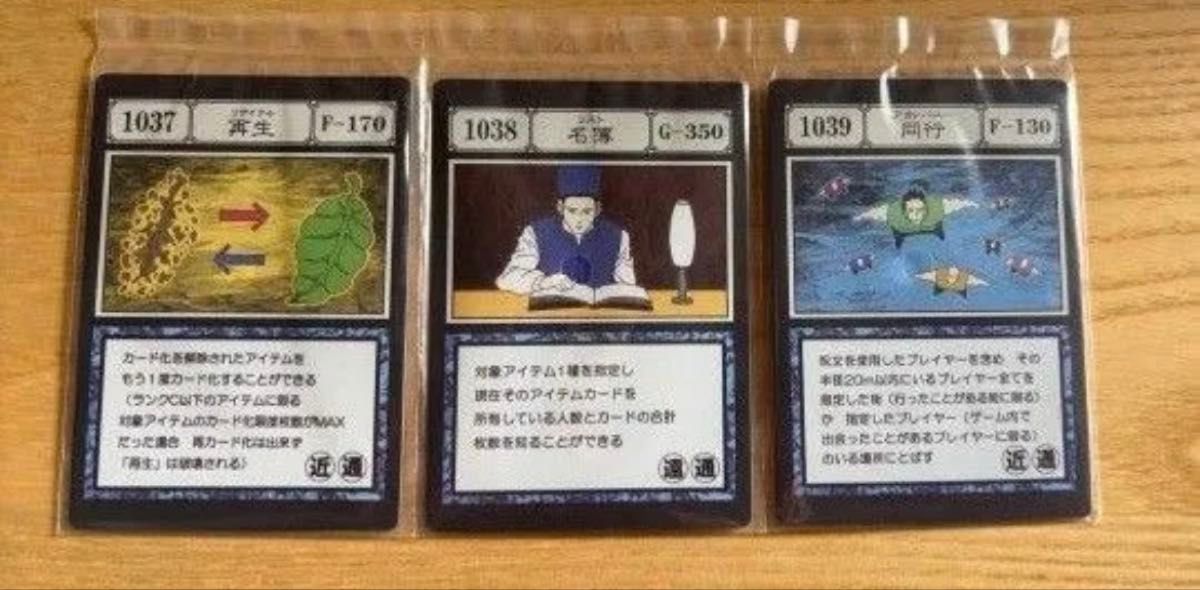 1037
再生
F-170
カード化を解除されたアイテムを
もう1度カード化することができる
(ランクC以下のアイテムに限る
対象アイテムのカード化限度枚数がMAX
だった場合 再カード化は出来ず
「再生」は破壊される)
近 通
1038
リスト
名簿
G-350
対象アイテム1種を指定し
現在そのアイテムカードを
所有している人数とカードの合計
枚数を知ることができる
遠 通
1039
同行
F-130
呪文を使用したプレイヤーを含め その
半径20m以内にいるプレイヤー全てを
指定した街(行ったことがある街に限る)
か 指定したプレイヤー(ゲーム内で
出会ったことがあるプレイヤーに限る)
のいる場所にとばす
近 通